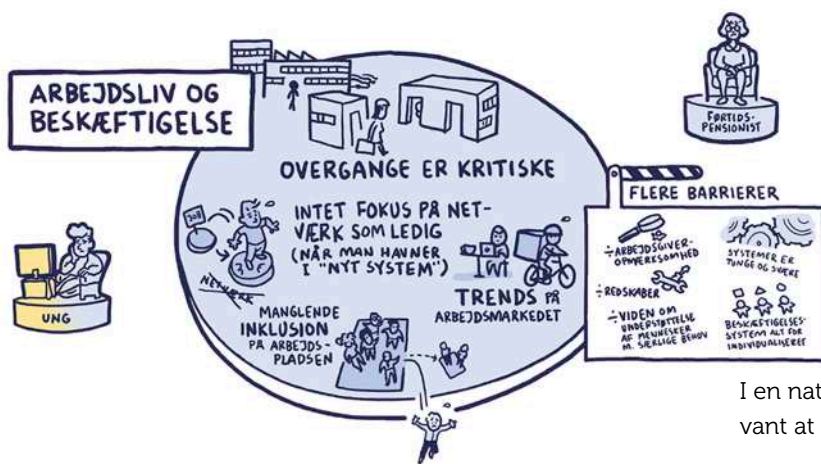 ARBEJDSLIV OG
BESKÆFTIGELSE
FØRTIDS-
PENSIONIST
OVERGANGE ER KRITISKE
INTET FOKUS PÅ NET-
VÆRK SOM LEDIG
(NÅR MAN HAVNER
I "NYT SYSTEM")
JOB
NETVÆRK
UNG
MANGLENDE
INKLUSION
PÅ ARBEJDS-
PLADSEN
TRENDS PÅ
ARBEJDSMARKEDET
FLERE BARRIERER
÷ARBEJDSGIVER-
OPMÆRKSOMHED
÷REDSKABER
÷VIDEN OM
UNDERSTØTTELSE
AF MENNESKER
M. SÆRLIGE BEHOV
SYSTEMER ER
TUNGE OG SVÆRE
BESKÆFTIGELSES-
SYSTEM ALT FOR
INDIVIDUALISERET
I en nat
vant at